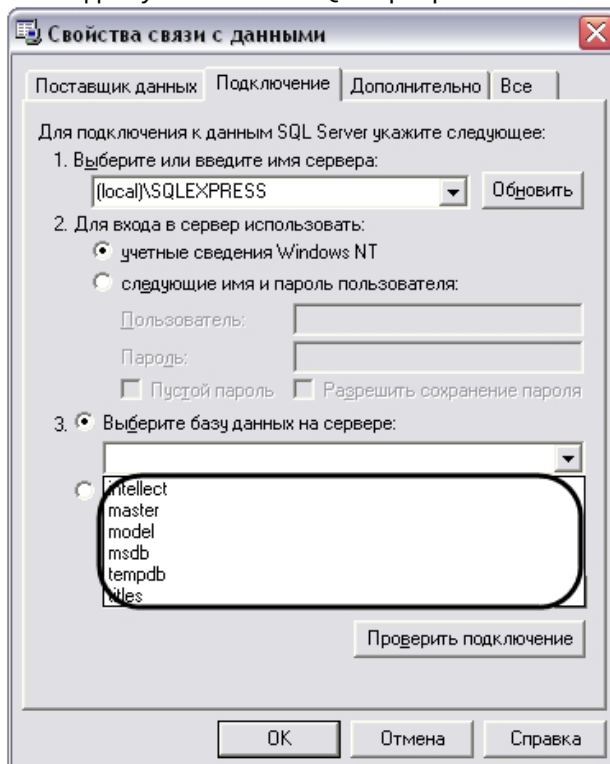 Свойства связи с данными
Поставщик данных Подключение Дополнительно Все
Для подключения к данным SQL Server укажите следующее:
1. Выберите или введите имя сервера:
(local)\SQLEXPRESS Обновить
2. Для входа в сервер использовать:
учетные сведения Windows NT
следующие имя и пароль пользователя:
Пользователь:
Пароль:
Пустой пароль Разрешить сохранение пароля
3. Выберите базу данных на сервере:
intellect
master
model
msdb
tempdb
titles
Проверить подключение
OK Отмена Справка